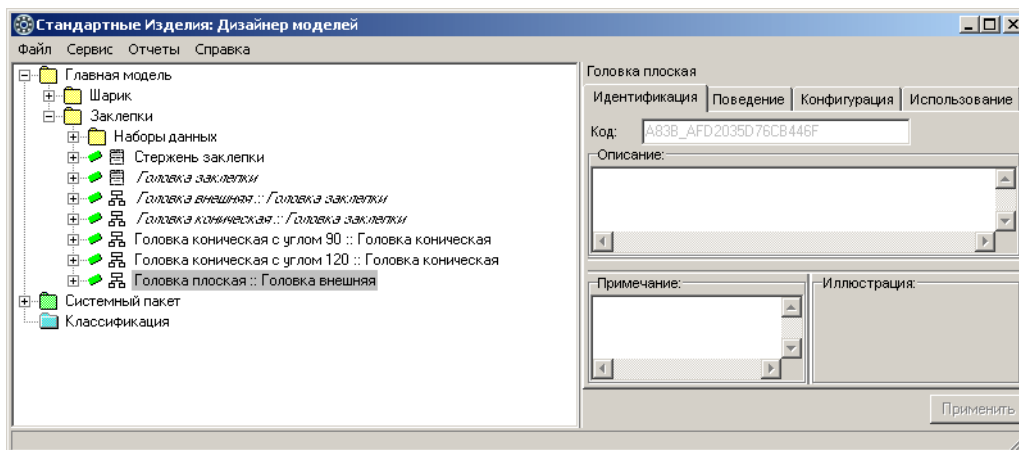 Стандартные Изделия: Дизайнер моделей
Файл Сервис Отчеты Справка
Главная модель
Шарик
Заклепки
Наборы данных
Стержень заклепки
Головка заклепки
Головка внешняя :: Головка заклепки
Головка коническая :: Головка заклепки
Головка коническая с углом 90 :: Головка коническая
Головка коническая с углом 120 :: Головка коническая
Головка плоская :: Головка внешняя
Системный пакет
Классификация
Головка плоская
Идентификация Поведение Конфигурация Использование
Код: A83B_AFD2035D76CB446F
Описание:
Примечание:
Иллюстрация:
Применить